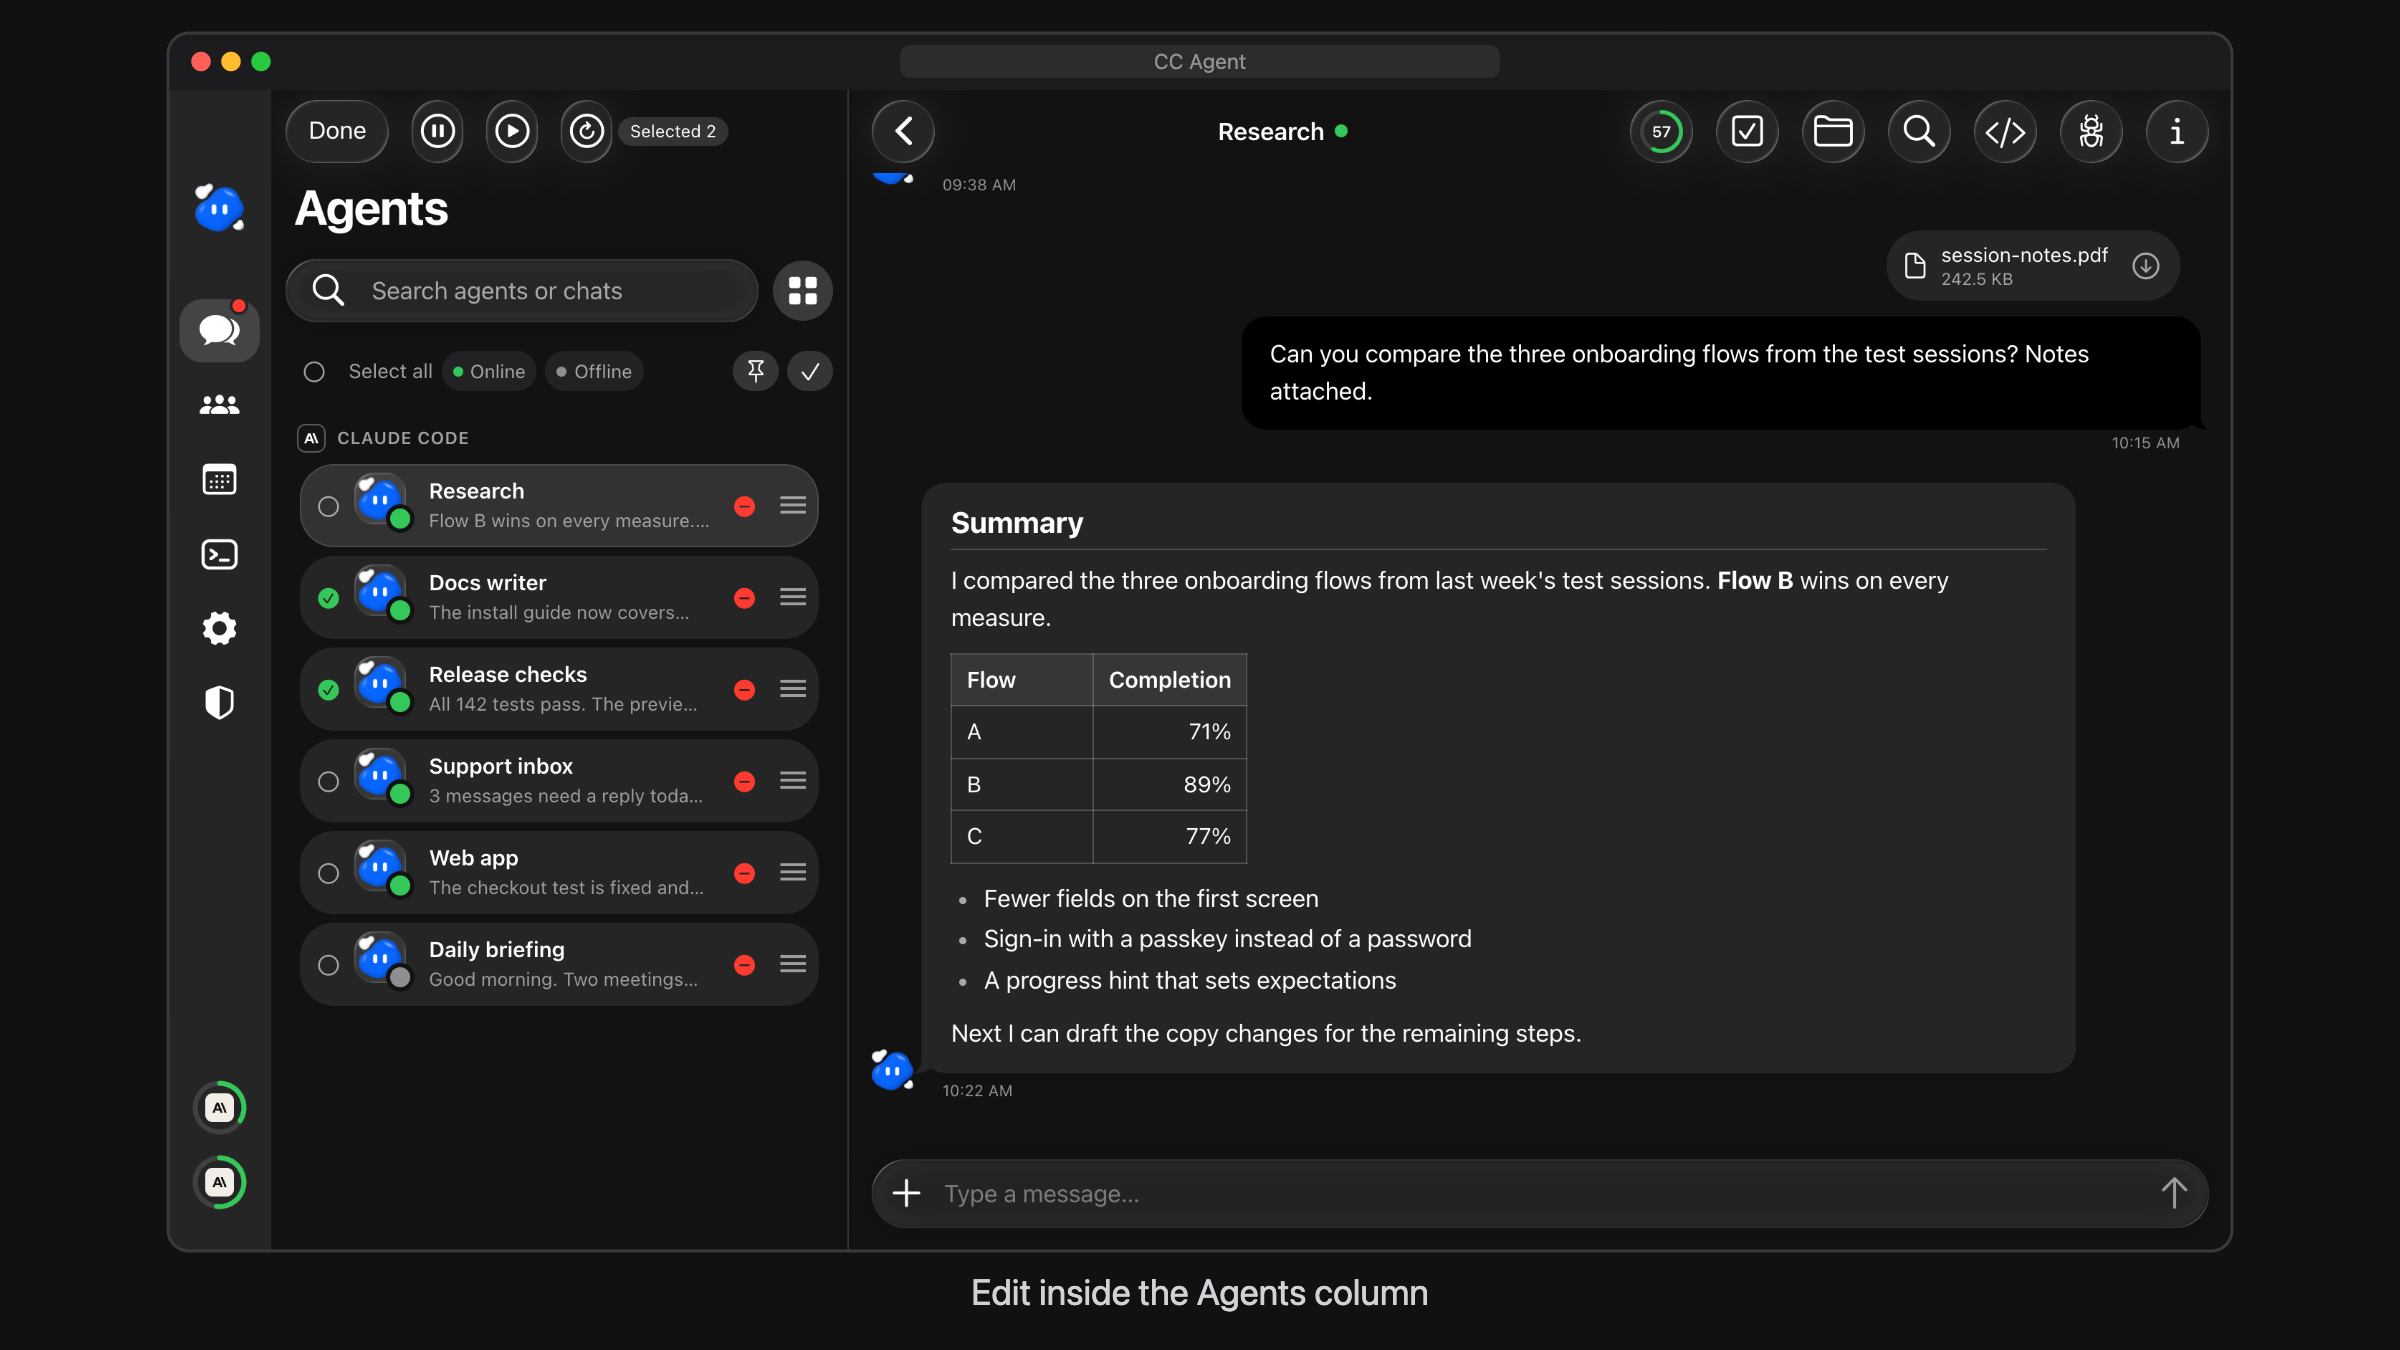 CC Agent
Done
Selected 2
Agents
Search agents or chats
Select all
Online
Offline
CLAUDE CODE
Research
Flow B wins on every measure....
Docs writer
The install guide now covers...
Release checks
All 142 tests pass. The previe...
Support inbox
3 messages need a reply toda...
Web app
The checkout test is fixed and...
Daily briefing
Good morning. Two meetings...
Research
57
09:38 AM
session-notes.pdf
242.5 KB
Can you compare the three onboarding flows from the test sessions? Notes
attached.
10:15 AM
Summary
I compared the three onboarding flows from last week's test sessions. Flow B wins on every
measure.
Flow Completion
A 71%
B 89%
C 77%
• Fewer fields on the first screen
• Sign-in with a passkey instead of a password
• A progress hint that sets expectations
Next I can draft the copy changes for the remaining steps.
10:22 AM
Type a message...
Edit inside the Agents column